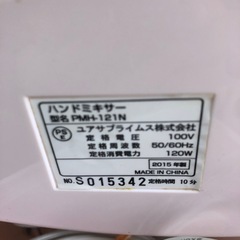 ハンドミキサー
型名 PMH-121N
PSE
ユアサプライムス株式会社
定格電圧 100V
定格周波数 50/60Hz
定格消費電力 120W
2015年製
MADE IN CHINA
NO. S015342 定格時間 10分